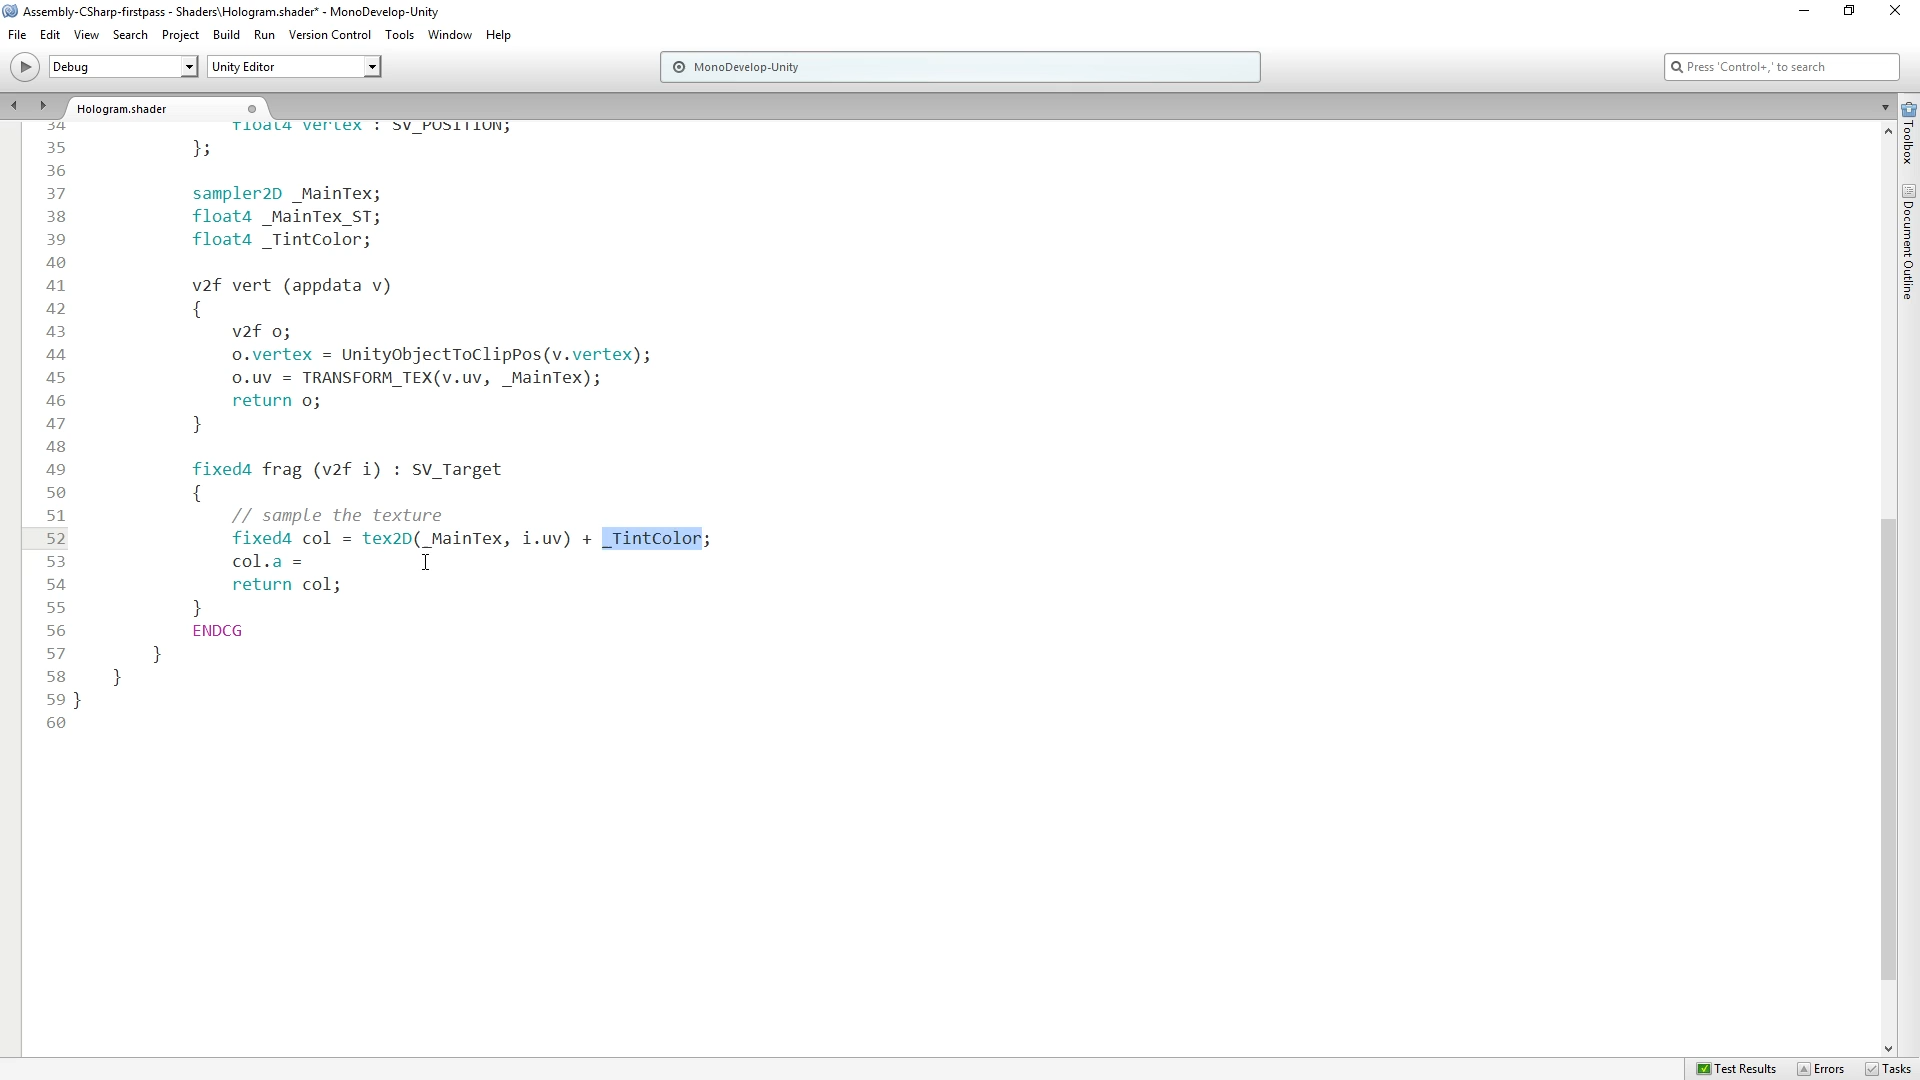 Assembly-CSharp-firstpass - Shaders\Hologram.shader* - MonoDevelop-Unity
File Edit View Search Project Build Run Version Control Tools Window Help
Debug Unity Editor MonoDevelop-Unity Press 'Control+,' to search
Hologram.shader
Toolbox
Document Outline
34 float4 vertex : SV_POSITION;
35 };
36
37 sampler2D _MainTex;
38 float4 _MainTex_ST;
39 float4 _TintColor;
40
41 v2f vert (appdata v)
42 {
43 v2f o;
44 o.vertex = UnityObjectToClipPos(v.vertex);
45 o.uv = TRANSFORM_TEX(v.uv, _MainTex);
46 return o;
47 }
48
49 fixed4 frag (v2f i) : SV_Target
50 {
51 // sample the texture
52 fixed4 col = tex2D(_MainTex, i.uv) + _TintColor;
53 col.a =
54 return col;
55 }
56 ENDCG
57 }
58 }
59 }
60
Test Results Errors Tasks